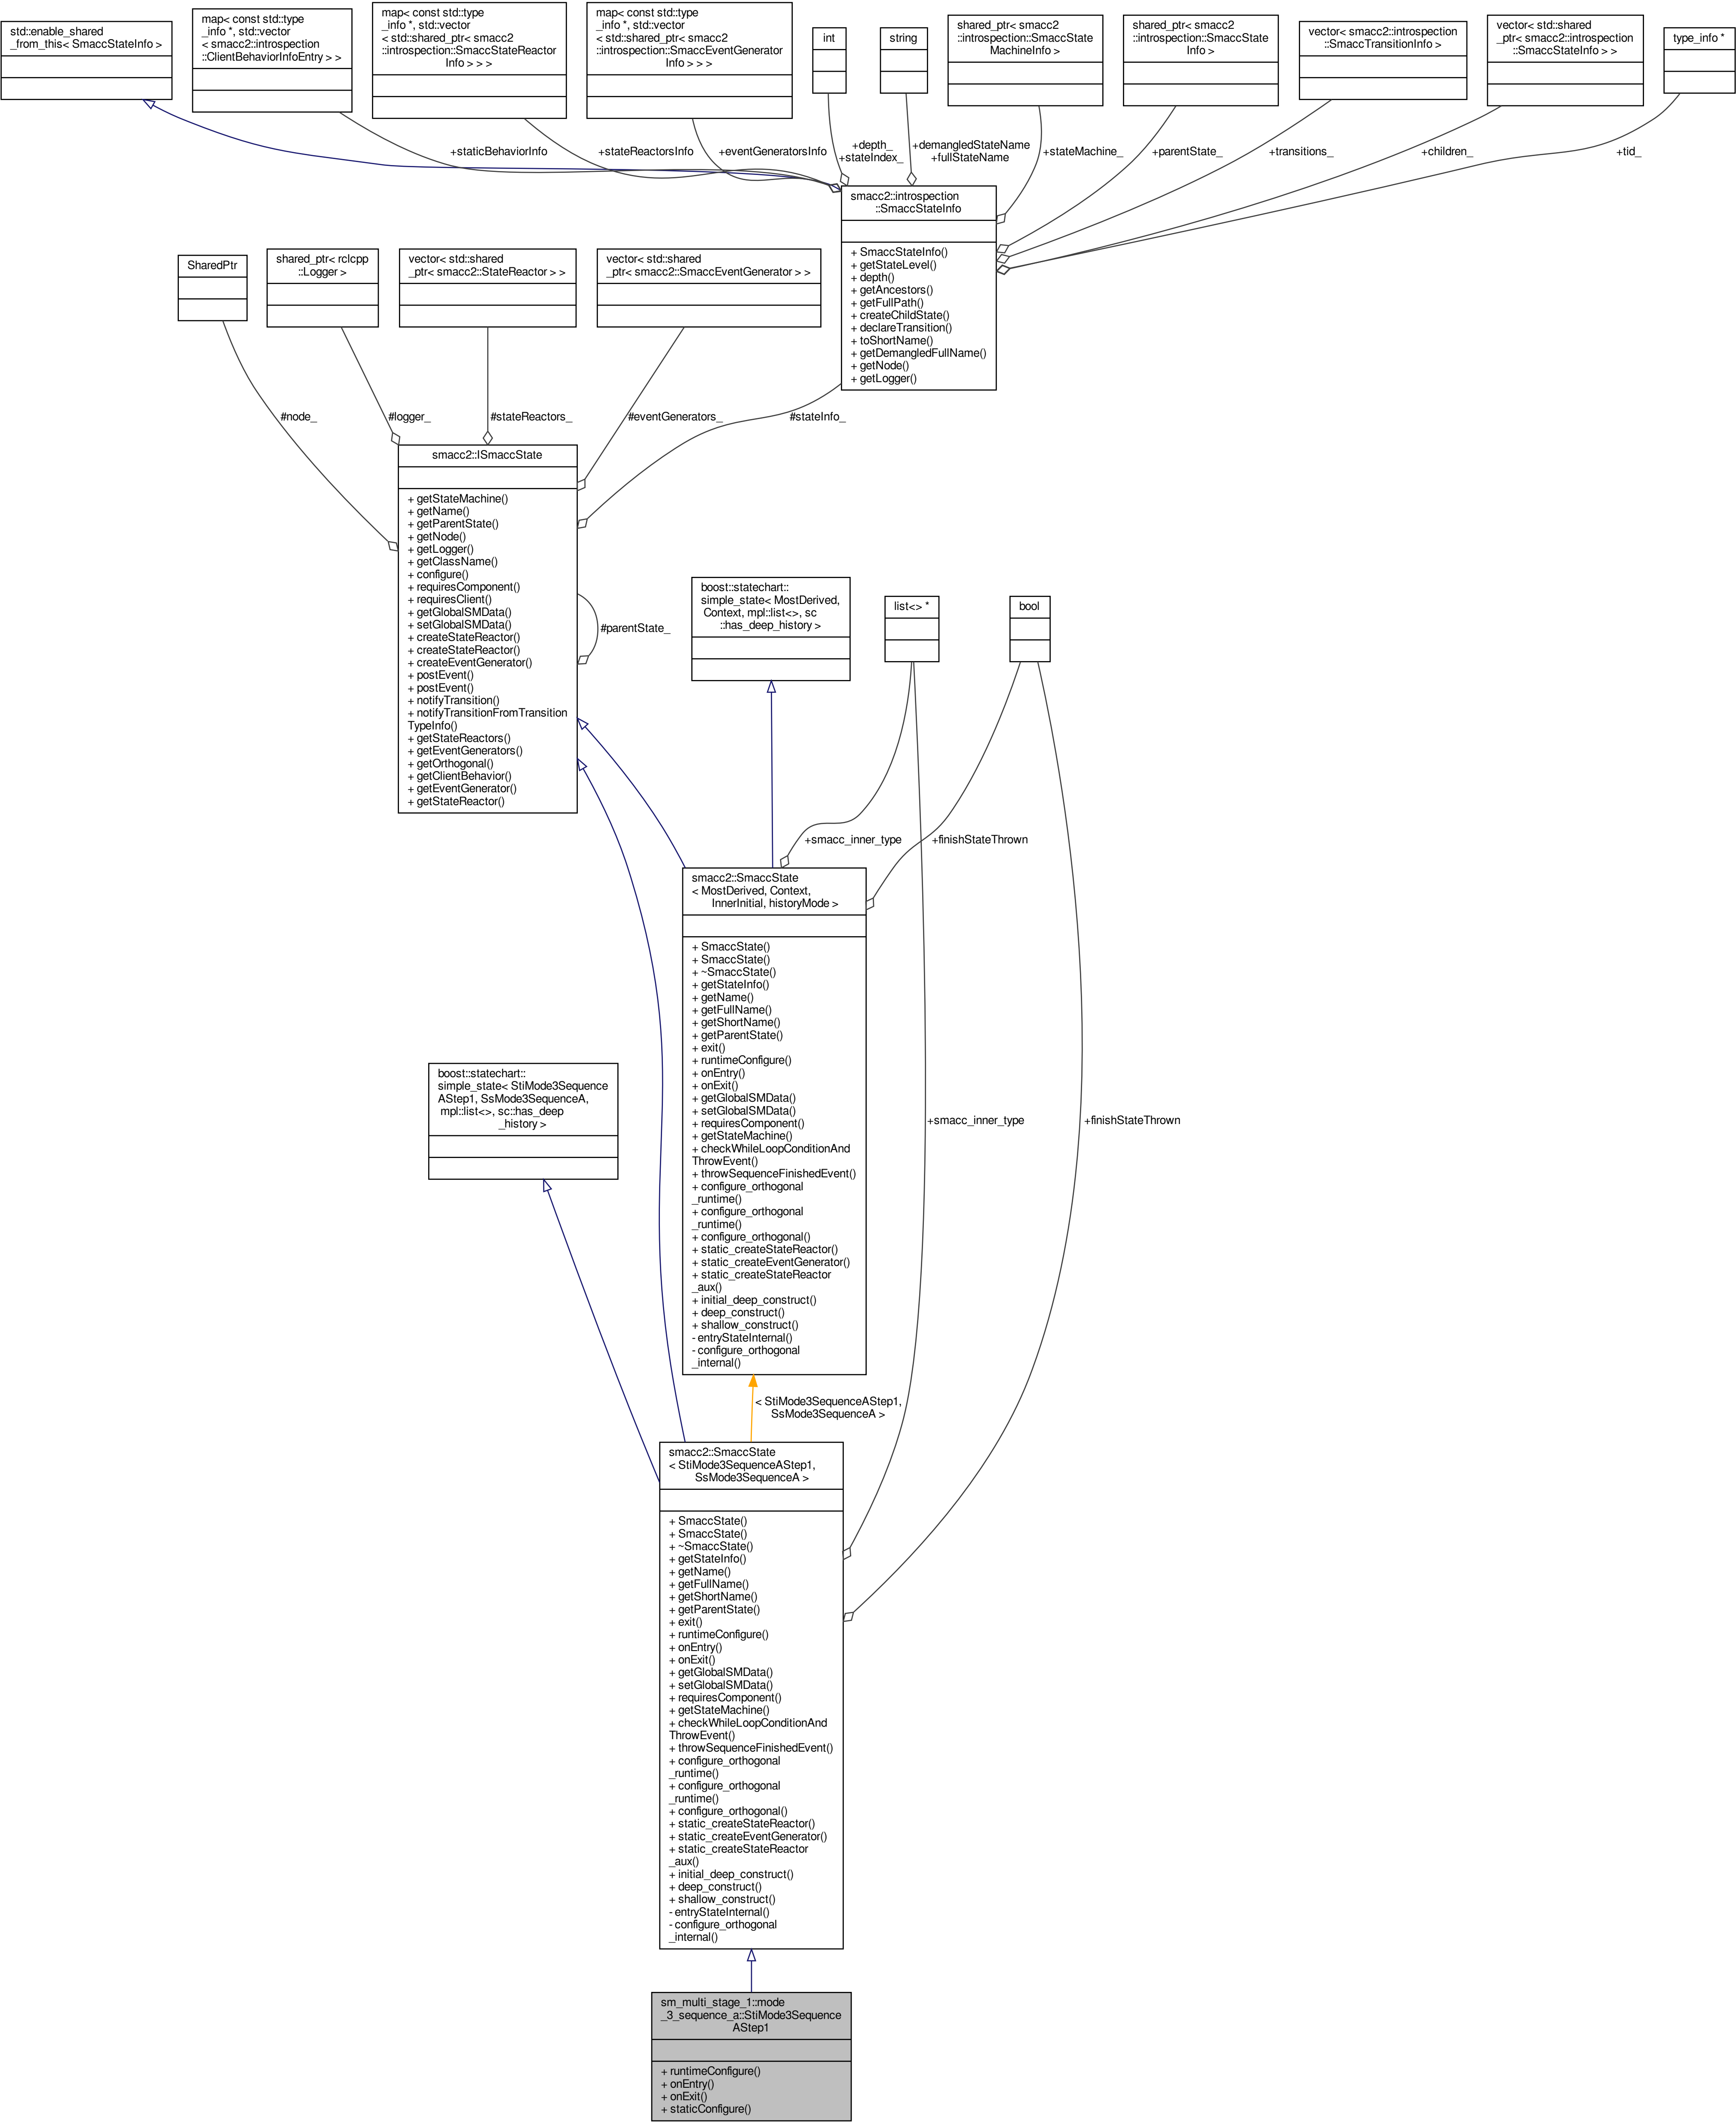 std::enable_shared
_from_this< SmaccStateInfo >
map< const std::type
_info *, std::vector
< smacc2::introspection
::ClientBehaviorInfoEntry > >
map< const std::type
_info *, std::vector
< std::shared_ptr< smacc2
::introspection::SmaccStateReactor
Info > > >
map< const std::type
_info *, std::vector
< std::shared_ptr< smacc2
::introspection::SmaccEventGenerator
Info > > >
int
string
shared_ptr< smacc2
::introspection::SmaccState
MachineInfo >
shared_ptr< smacc2
::introspection::SmaccState
Info >
vector< smacc2::introspection
::SmaccTransitionInfo >
vector< std::shared
_ptr< smacc2::introspection
::SmaccStateInfo > >
type_info *
+staticBehaviorInfo
+stateReactorsInfo
+eventGeneratorsInfo
+depth_
+stateIndex_
+demangledStateName
+fullStateName
+stateMachine_
+parentState_
+transitions_
+children_
+tid_
smacc2::introspection
::SmaccStateInfo
+ SmaccStateInfo()
+ getStateLevel()
+ depth()
+ getAncestors()
+ getFullPath()
+ createChildState()
+ declareTransition()
+ toShortName()
+ getDemangledFullName()
+ getNode()
+ getLogger()
SharedPtr
shared_ptr< rclcpp
::Logger >
vector< std::shared
_ptr< smacc2::StateReactor > >
vector< std::shared
_ptr< smacc2::SmaccEventGenerator > >
#node_
#logger_
#stateReactors_
#eventGenerators_
#stateInfo_
smacc2::ISmaccState
+ getStateMachine()
+ getName()
+ getParentState()
+ getNode()
+ getLogger()
+ getClassName()
+ configure()
+ requiresComponent()
+ requiresClient()
+ getGlobalSMData()
+ setGlobalSMData()
+ createStateReactor()
+ createStateReactor()
+ createEventGenerator()
+ postEvent()
+ postEvent()
+ notifyTransition()
+ notifyTransitionFromTransition
TypeInfo()
+ getStateReactors()
+ getEventGenerators()
+ getOrthogonal()
+ getClientBehavior()
+ getEventGenerator()
+ getStateReactor()
#parentState_
boost::statechart::
simple_state< MostDerived,
Context, mpl::list<>, sc
::has_deep_history >
list<> *
bool
+smacc_inner_type
+finishStateThrown
smacc2::SmaccState
< MostDerived, Context,
InnerInitial, historyMode >
+ SmaccState()
+ SmaccState()
+ ~SmaccState()
+ getStateInfo()
+ getName()
+ getFullName()
+ getShortName()
+ getParentState()
+ exit()
+ runtimeConfigure()
+ onEntry()
+ onExit()
+ getGlobalSMData()
+ setGlobalSMData()
+ requiresComponent()
+ getStateMachine()
+ checkWhileLoopConditionAnd
ThrowEvent()
+ throwSequenceFinishedEvent()
+ configure_orthogonal
_runtime()
+ configure_orthogonal
_runtime()
+ configure_orthogonal()
+ static_createStateReactor()
+ static_createEventGenerator()
+ static_createStateReactor
_aux()
+ initial_deep_construct()
+ deep_construct()
+ shallow_construct()
- entryStateInternal()
- configure_orthogonal
_internal()
boost::statechart::
simple_state< StiMode3Sequence
AStep1, SsMode3SequenceA,
mpl::list<>, sc::has_deep
_history >
+smacc_inner_type
+finishStateThrown
< StiMode3SequenceAStep1,
SsMode3SequenceA >
smacc2::SmaccState
< StiMode3SequenceAStep1,
SsMode3SequenceA >
+ SmaccState()
+ SmaccState()
+ ~SmaccState()
+ getStateInfo()
+ getName()
+ getFullName()
+ getShortName()
+ getParentState()
+ exit()
+ runtimeConfigure()
+ onEntry()
+ onExit()
+ getGlobalSMData()
+ setGlobalSMData()
+ requiresComponent()
+ getStateMachine()
+ checkWhileLoopConditionAnd
ThrowEvent()
+ throwSequenceFinishedEvent()
+ configure_orthogonal
_runtime()
+ configure_orthogonal
_runtime()
+ configure_orthogonal()
+ static_createStateReactor()
+ static_createEventGenerator()
+ static_createStateReactor
_aux()
+ initial_deep_construct()
+ deep_construct()
+ shallow_construct()
- entryStateInternal()
- configure_orthogonal
_internal()
sm_multi_stage_1::mode
_3_sequence_a::StiMode3Sequence
AStep1
+ runtimeConfigure()
+ onEntry()
+ onExit()
+ staticConfigure()